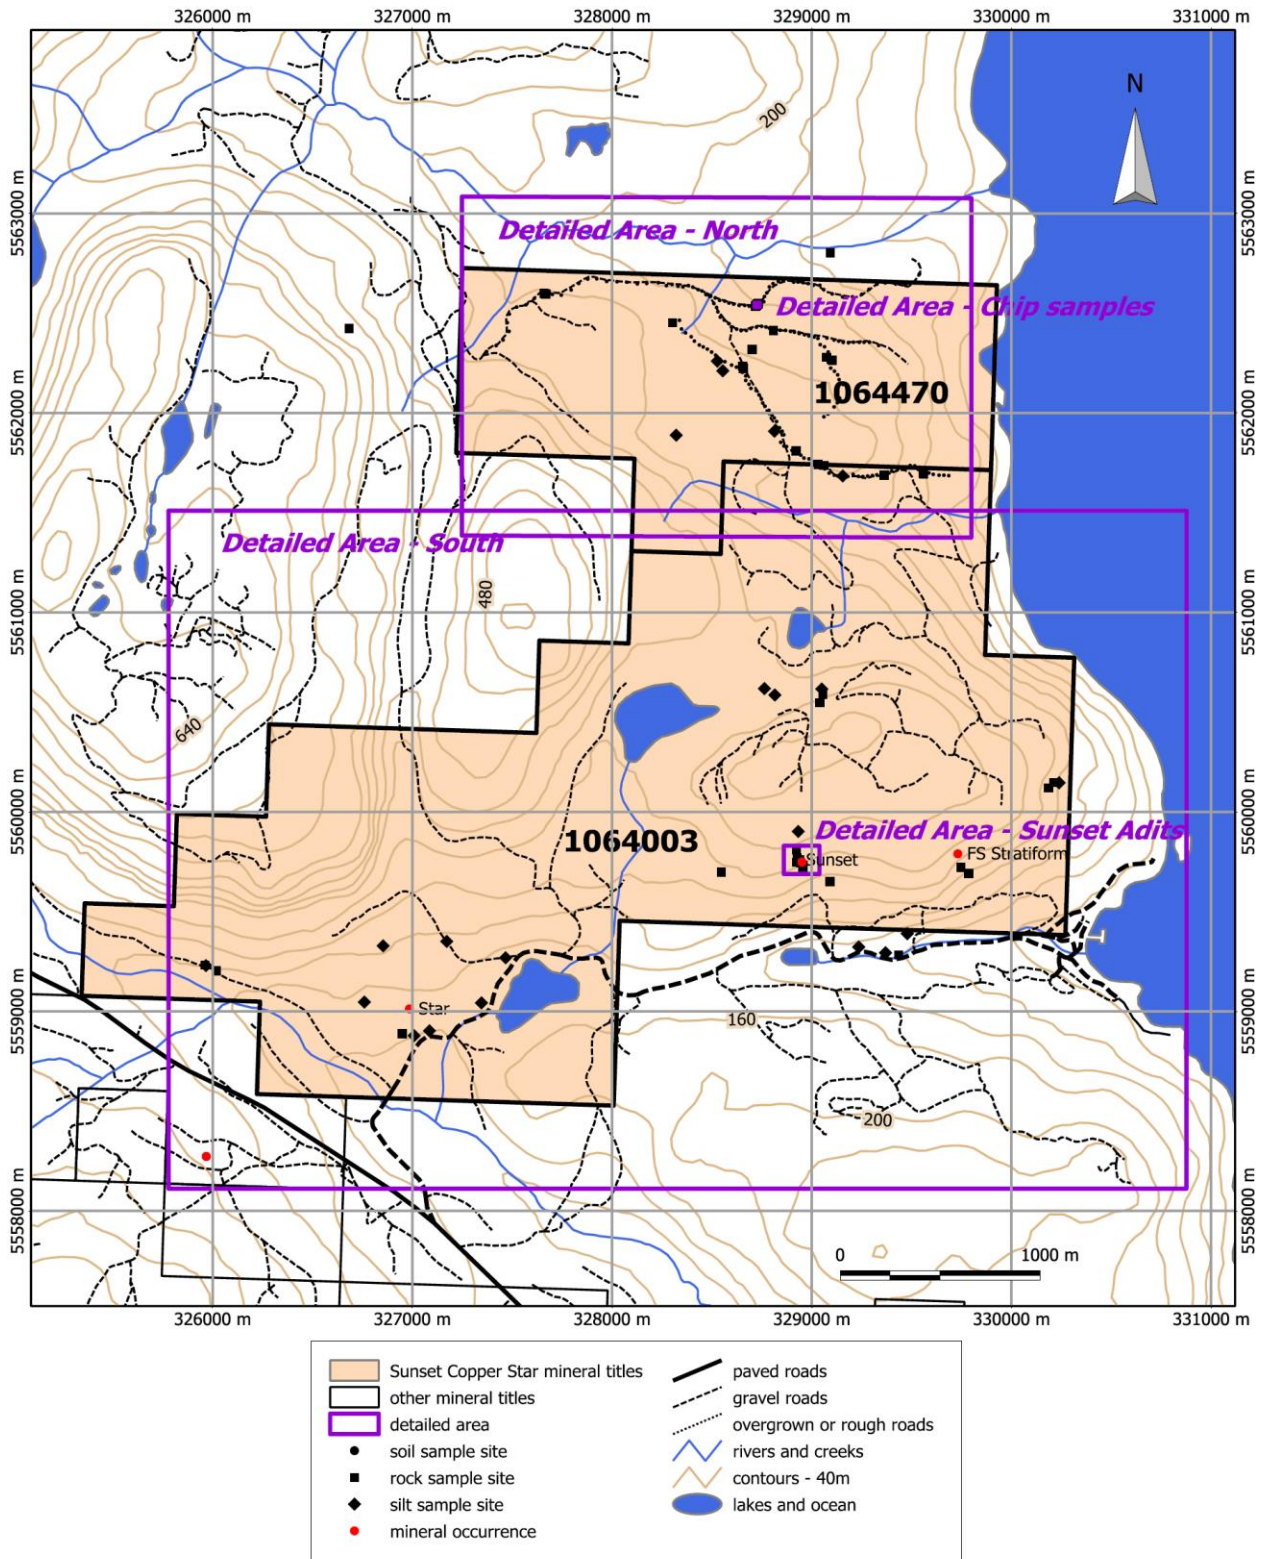 326000 m 327000 m 328000 m 329000 m 330000 m 331000 m
N
200
5563000 m
5563000 m
Detailed Area - North
Detailed Area - Chip samples
1064470
5562000 m
5562000 m
Detailed Area - South
480
5561000 m
5561000 m
640
5560000 m
5560000 m
1064003
Detailed Area - Sunset Adits
Sunset
FS Stratiform
Star
5559000 m
5559000 m
160
200
5558000 m
5558000 m
0 1000 m
326000 m 327000 m 328000 m 329000 m 330000 m 331000 m
Sunset Copper Star mineral titles
other mineral titles
detailed area
soil sample site
rock sample site
silt sample site
mineral occurrence
paved roads
gravel roads
overgrown or rough roads
rivers and creeks
contours - 40m
lakes and ocean